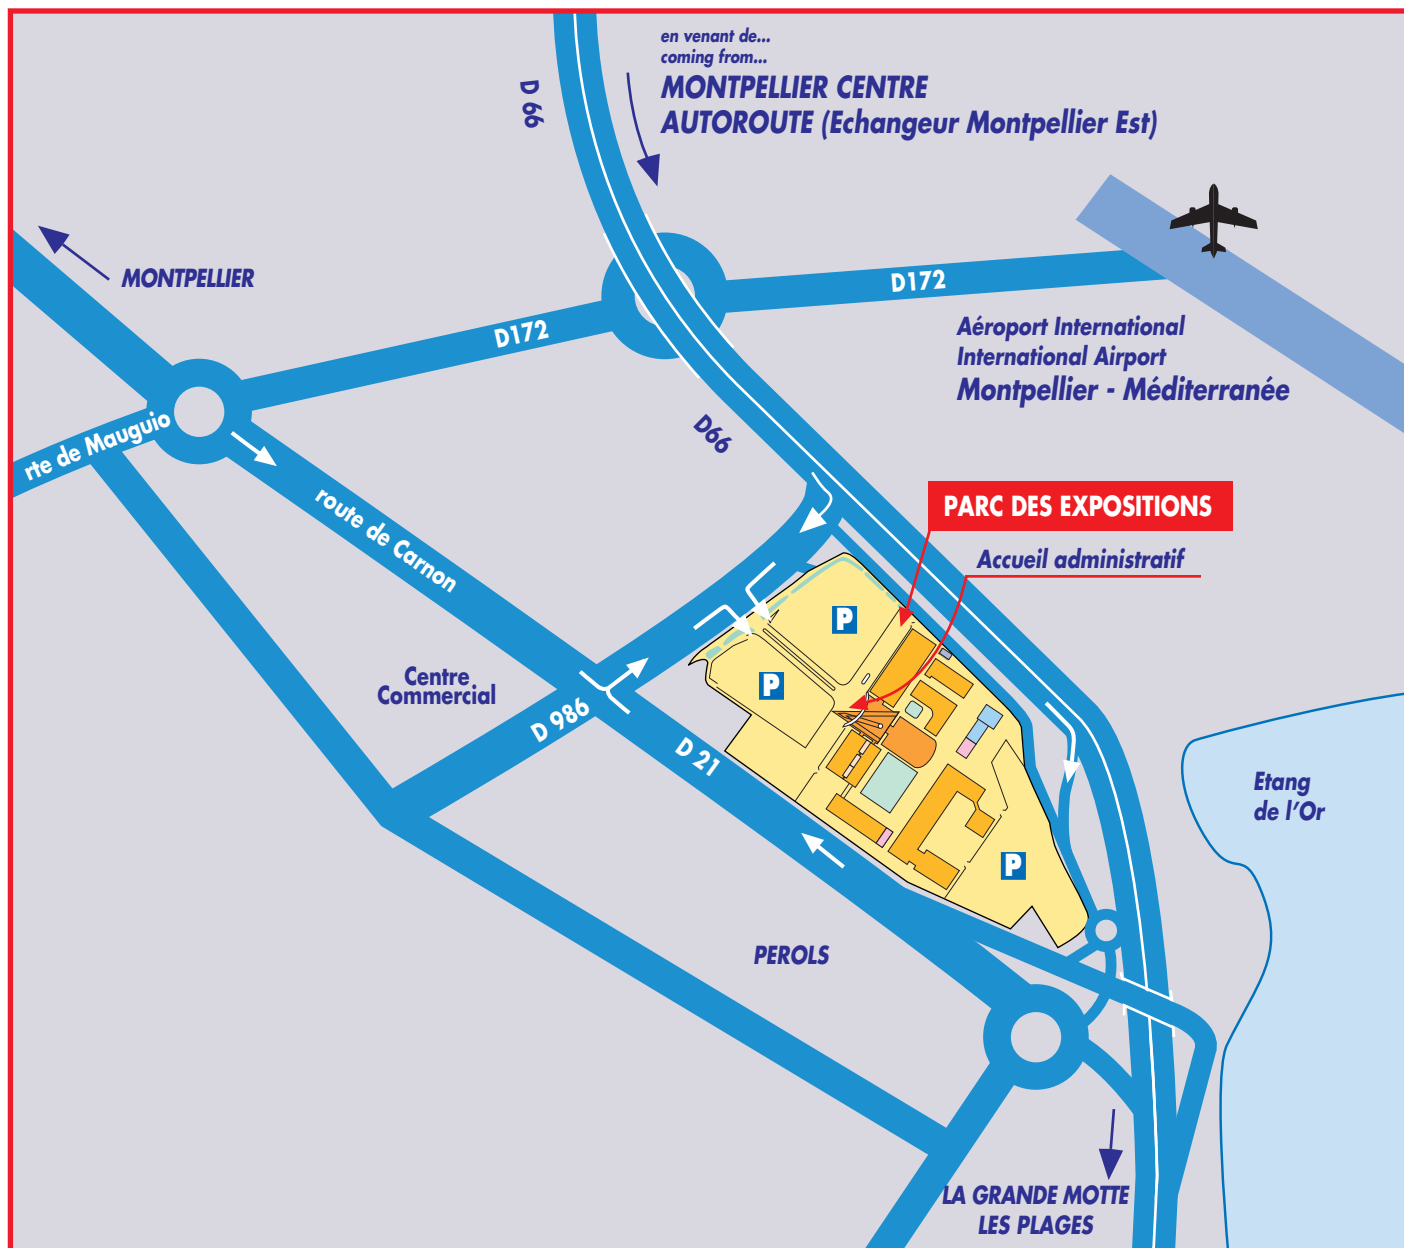 en venant de...
coming from...
MONTPELLIER CENTRE
AUTOROUTE (Echangeur Montpellier Est)
D 66
MONTPELLIER
D172
D172
Aéroport International
International Airport
Montpellier - Méditerranée
rte de Mauguio
D66
route de Carnon
PARC DES EXPOSITIONS
Accueil administratif
P
P
Centre
Commercial
D 986
D 21
Etang
de l'Or
P
PEROLS
LA GRANDE MOTTE
LES PLAGES